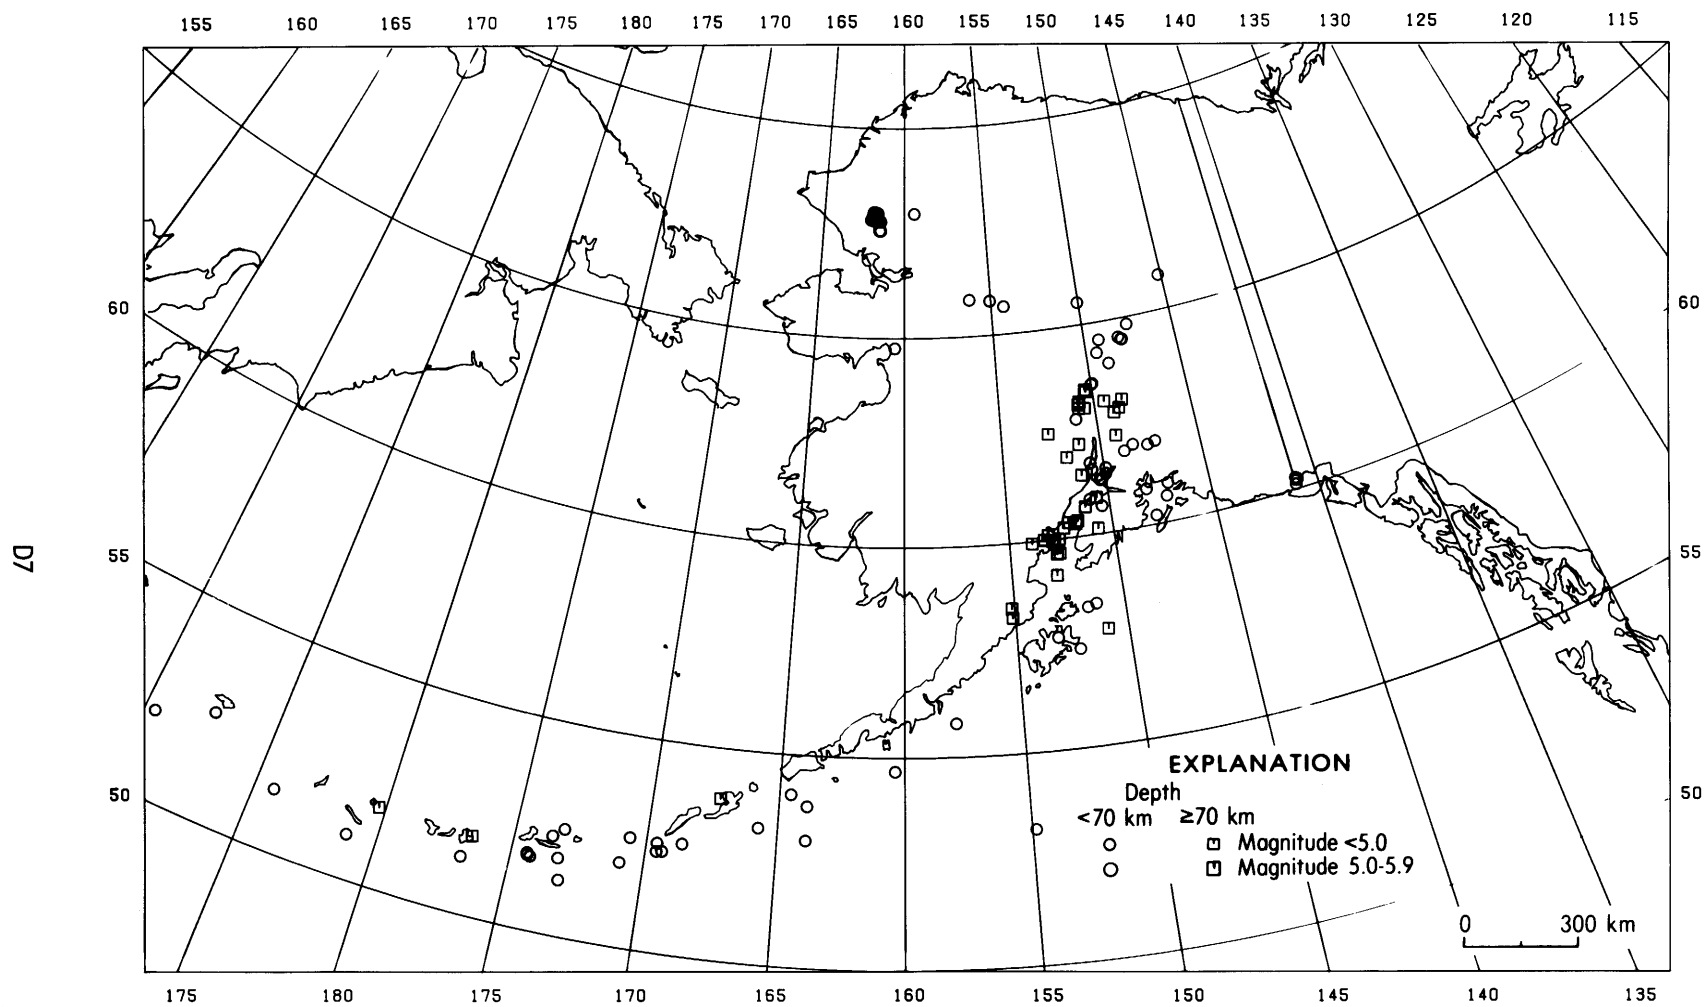 155 160 165 170 175 180 175 170 165 160 155 150 145 140 135 130 125 120 115
60 60
55 55
50 50
D7
EXPLANATION
Depth
<70 km ≥70 km
Magnitude <5.0
Magnitude 5.0-5.9
0 300 km
175 180 175 170 165 160 155 150 145 140 135